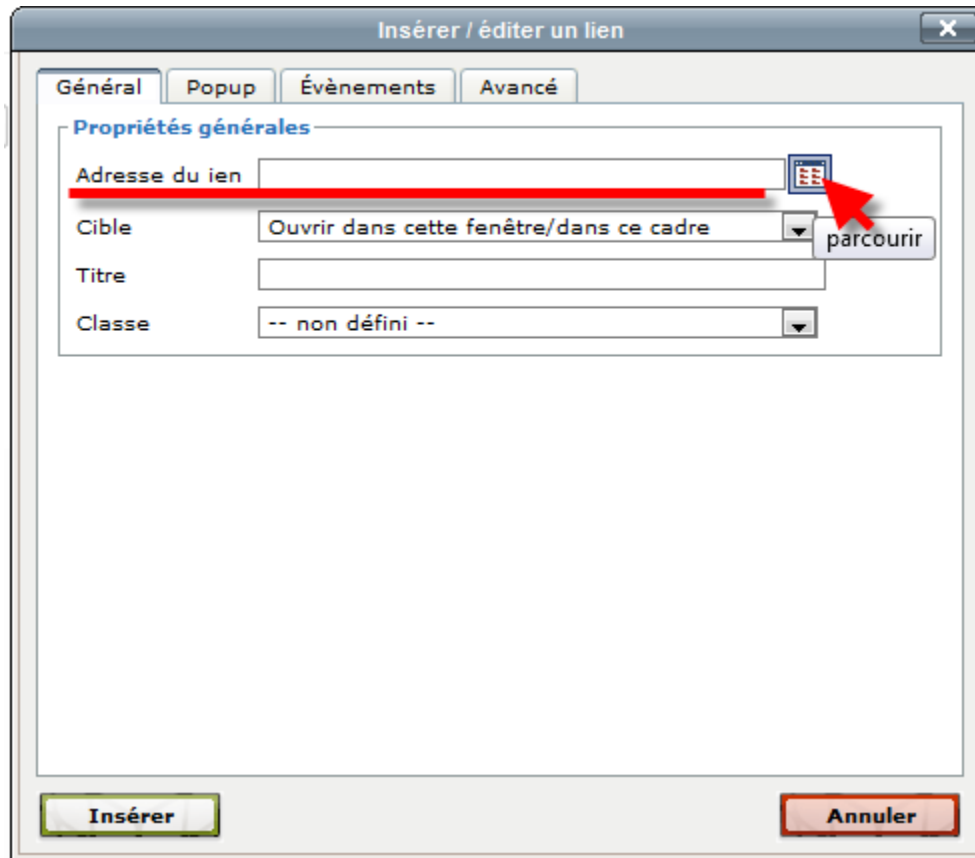 Insérer / éditer un lien
Général Popup Évènements Avancé
Propriétés générales
Adresse du ien
Cible Ouvrir dans cette fenêtre/dans ce cadre
parcourir
Titre
Classe -- non défini --
Insérer Annuler